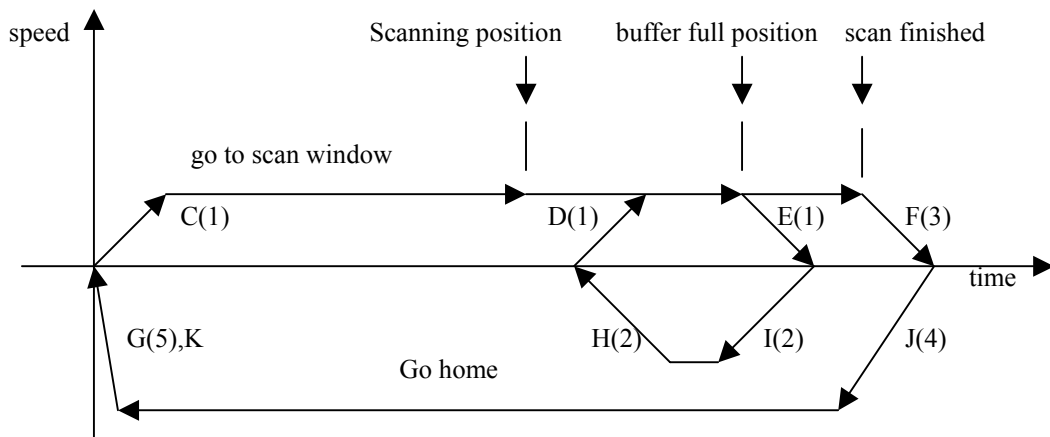 speed
Scanning position
buffer full position
scan finished
go to scan window
C(1)
D(1)
E(1)
F(3)
time
G(5),K
H(2)
I(2)
J(4)
Go home